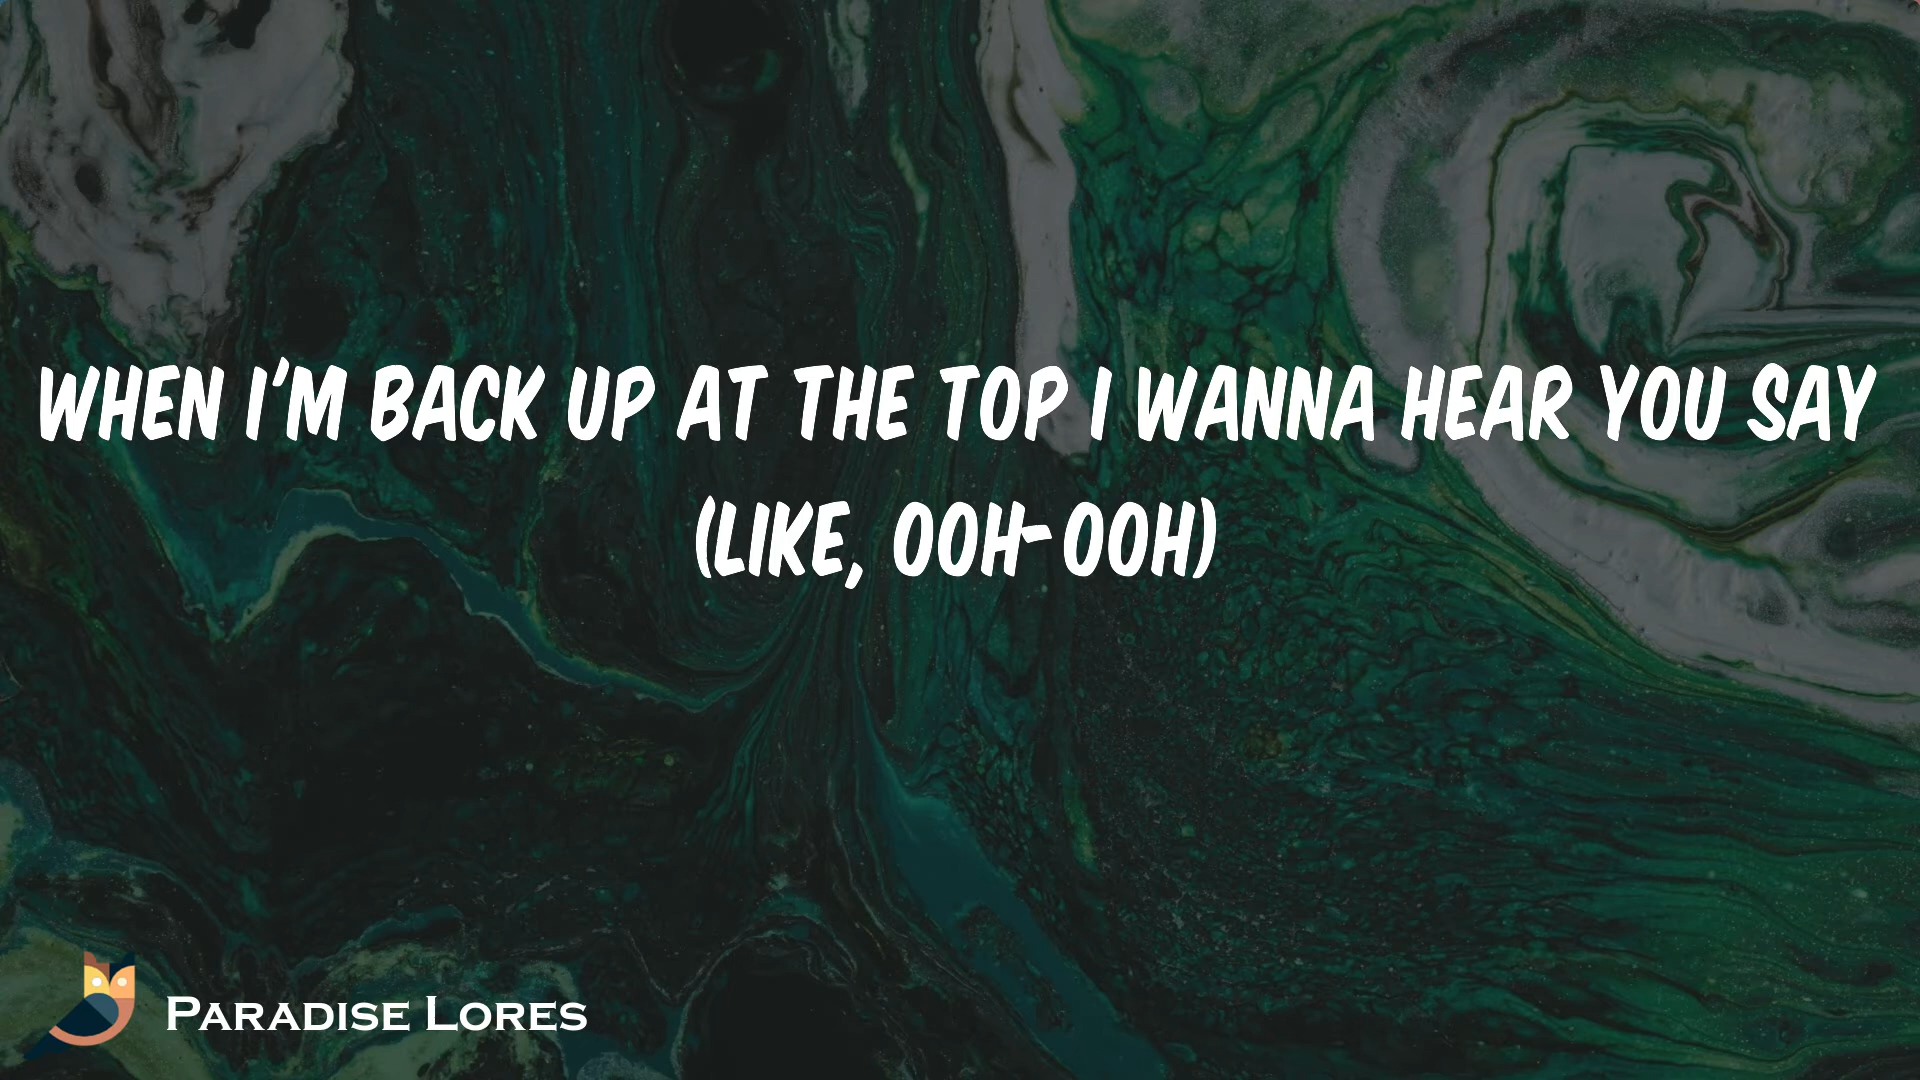 WHEN I'M BACK UP AT THE TOP I WANNA HEAR YOU SAY
(LIKE, OOH-OOH)
PARADISE LORES